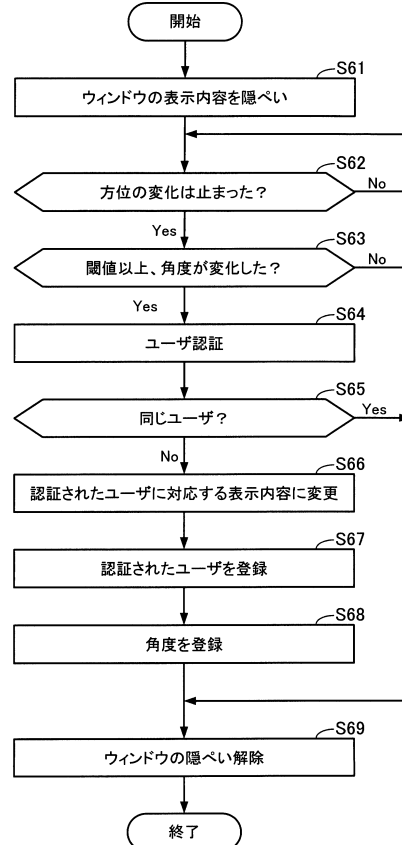 開始
S61
ウィンドウの表示内容を隠ぺい
S62
方位の変化は止まった?
No
Yes
S63
閾値以上、角度が変化した?
No
Yes
S64
ユーザ認証
S65
同じユーザ?
Yes
No
S66
認証されたユーザに対応する表示内容に変更
S67
認証されたユーザを登録
S68
角度を登録
S69
ウィンドウの隠ぺい解除
終了